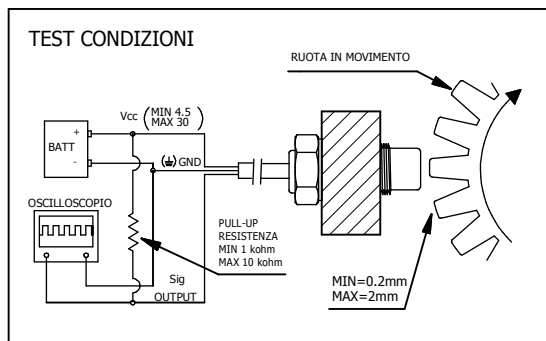 TEST CONDIZIONI
RUOTA IN MOVIMENTO
Vcc (MIN 4.5
MAX 30)
+
BATT
-
(⏚) GND
OSCILLOSCOPIO
PULL-UP
RESISTENZA
MIN 1 kohm
MAX 10 kohm
Sig
OUTPUT
MIN=0.2mm
MAX=2mm